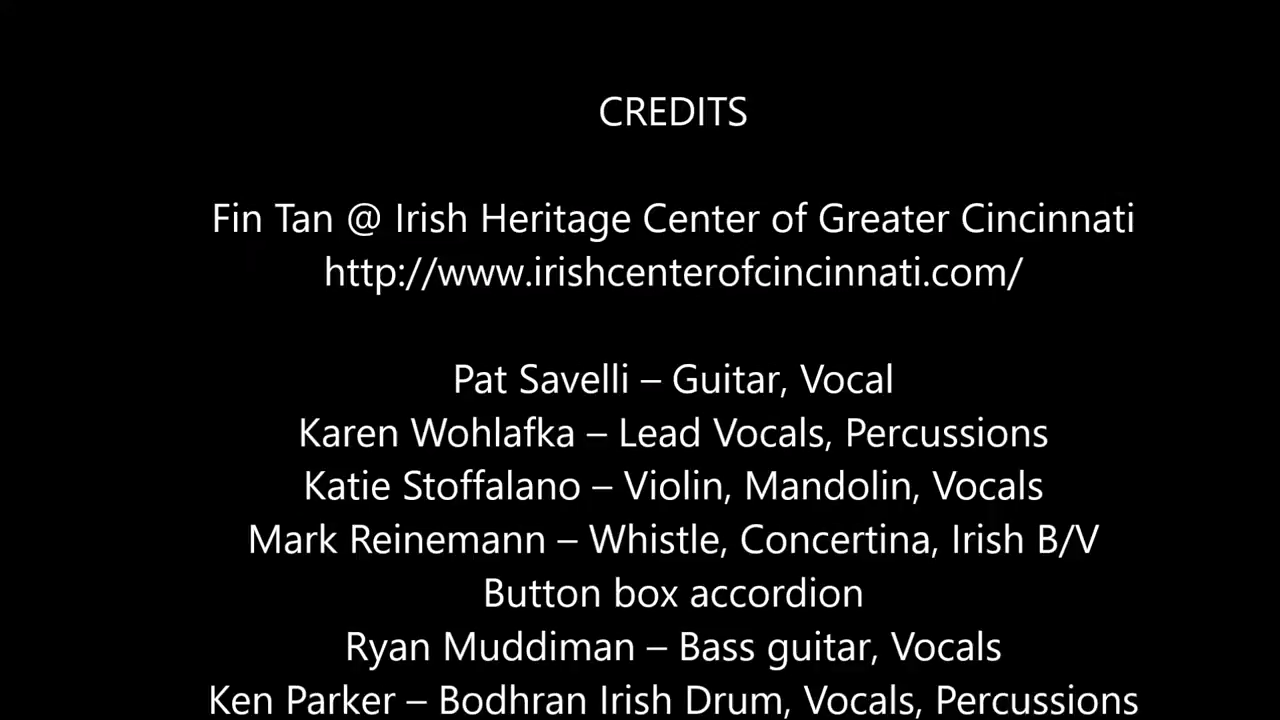 CREDITS
Fin Tan @ Irish Heritage Center of Greater Cincinnati
http://www.irishcenterofcincinnati.com/
Pat Savelli – Guitar, Vocal
Karen Wohlafka – Lead Vocals, Percussions
Katie Stoffalano – Violin, Mandolin, Vocals
Mark Reinemann – Whistle, Concertina, Irish B/V
Button box accordion
Ryan Muddiman – Bass guitar, Vocals
Ken Parker – Bodhran Irish Drum, Vocals, Percussions